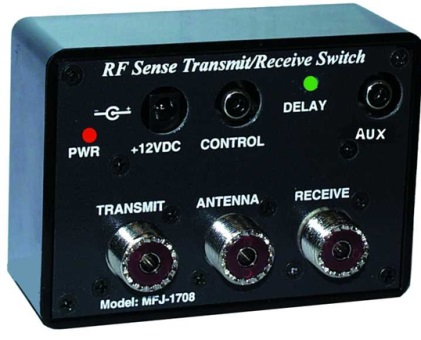 RF Sense Transmit/Receive Switch
- +
DELAY
PWR
+12VDC
CONTROL
AUX
TRANSMIT
ANTENNA
RECEIVE
Model: MFJ-1708